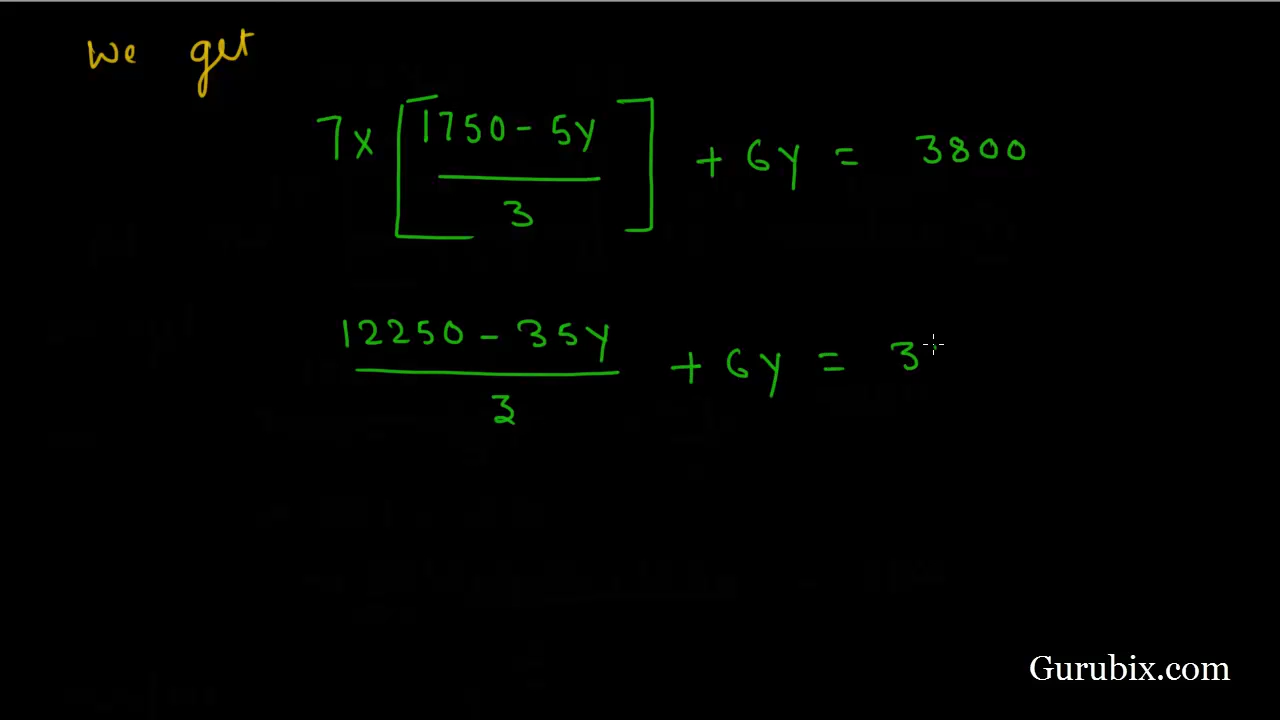 We get
7x [ 1750 - 5y / 3 ] + 6y = 3800
12250 - 35y / 3 + 6y = 3
Gurubix.com